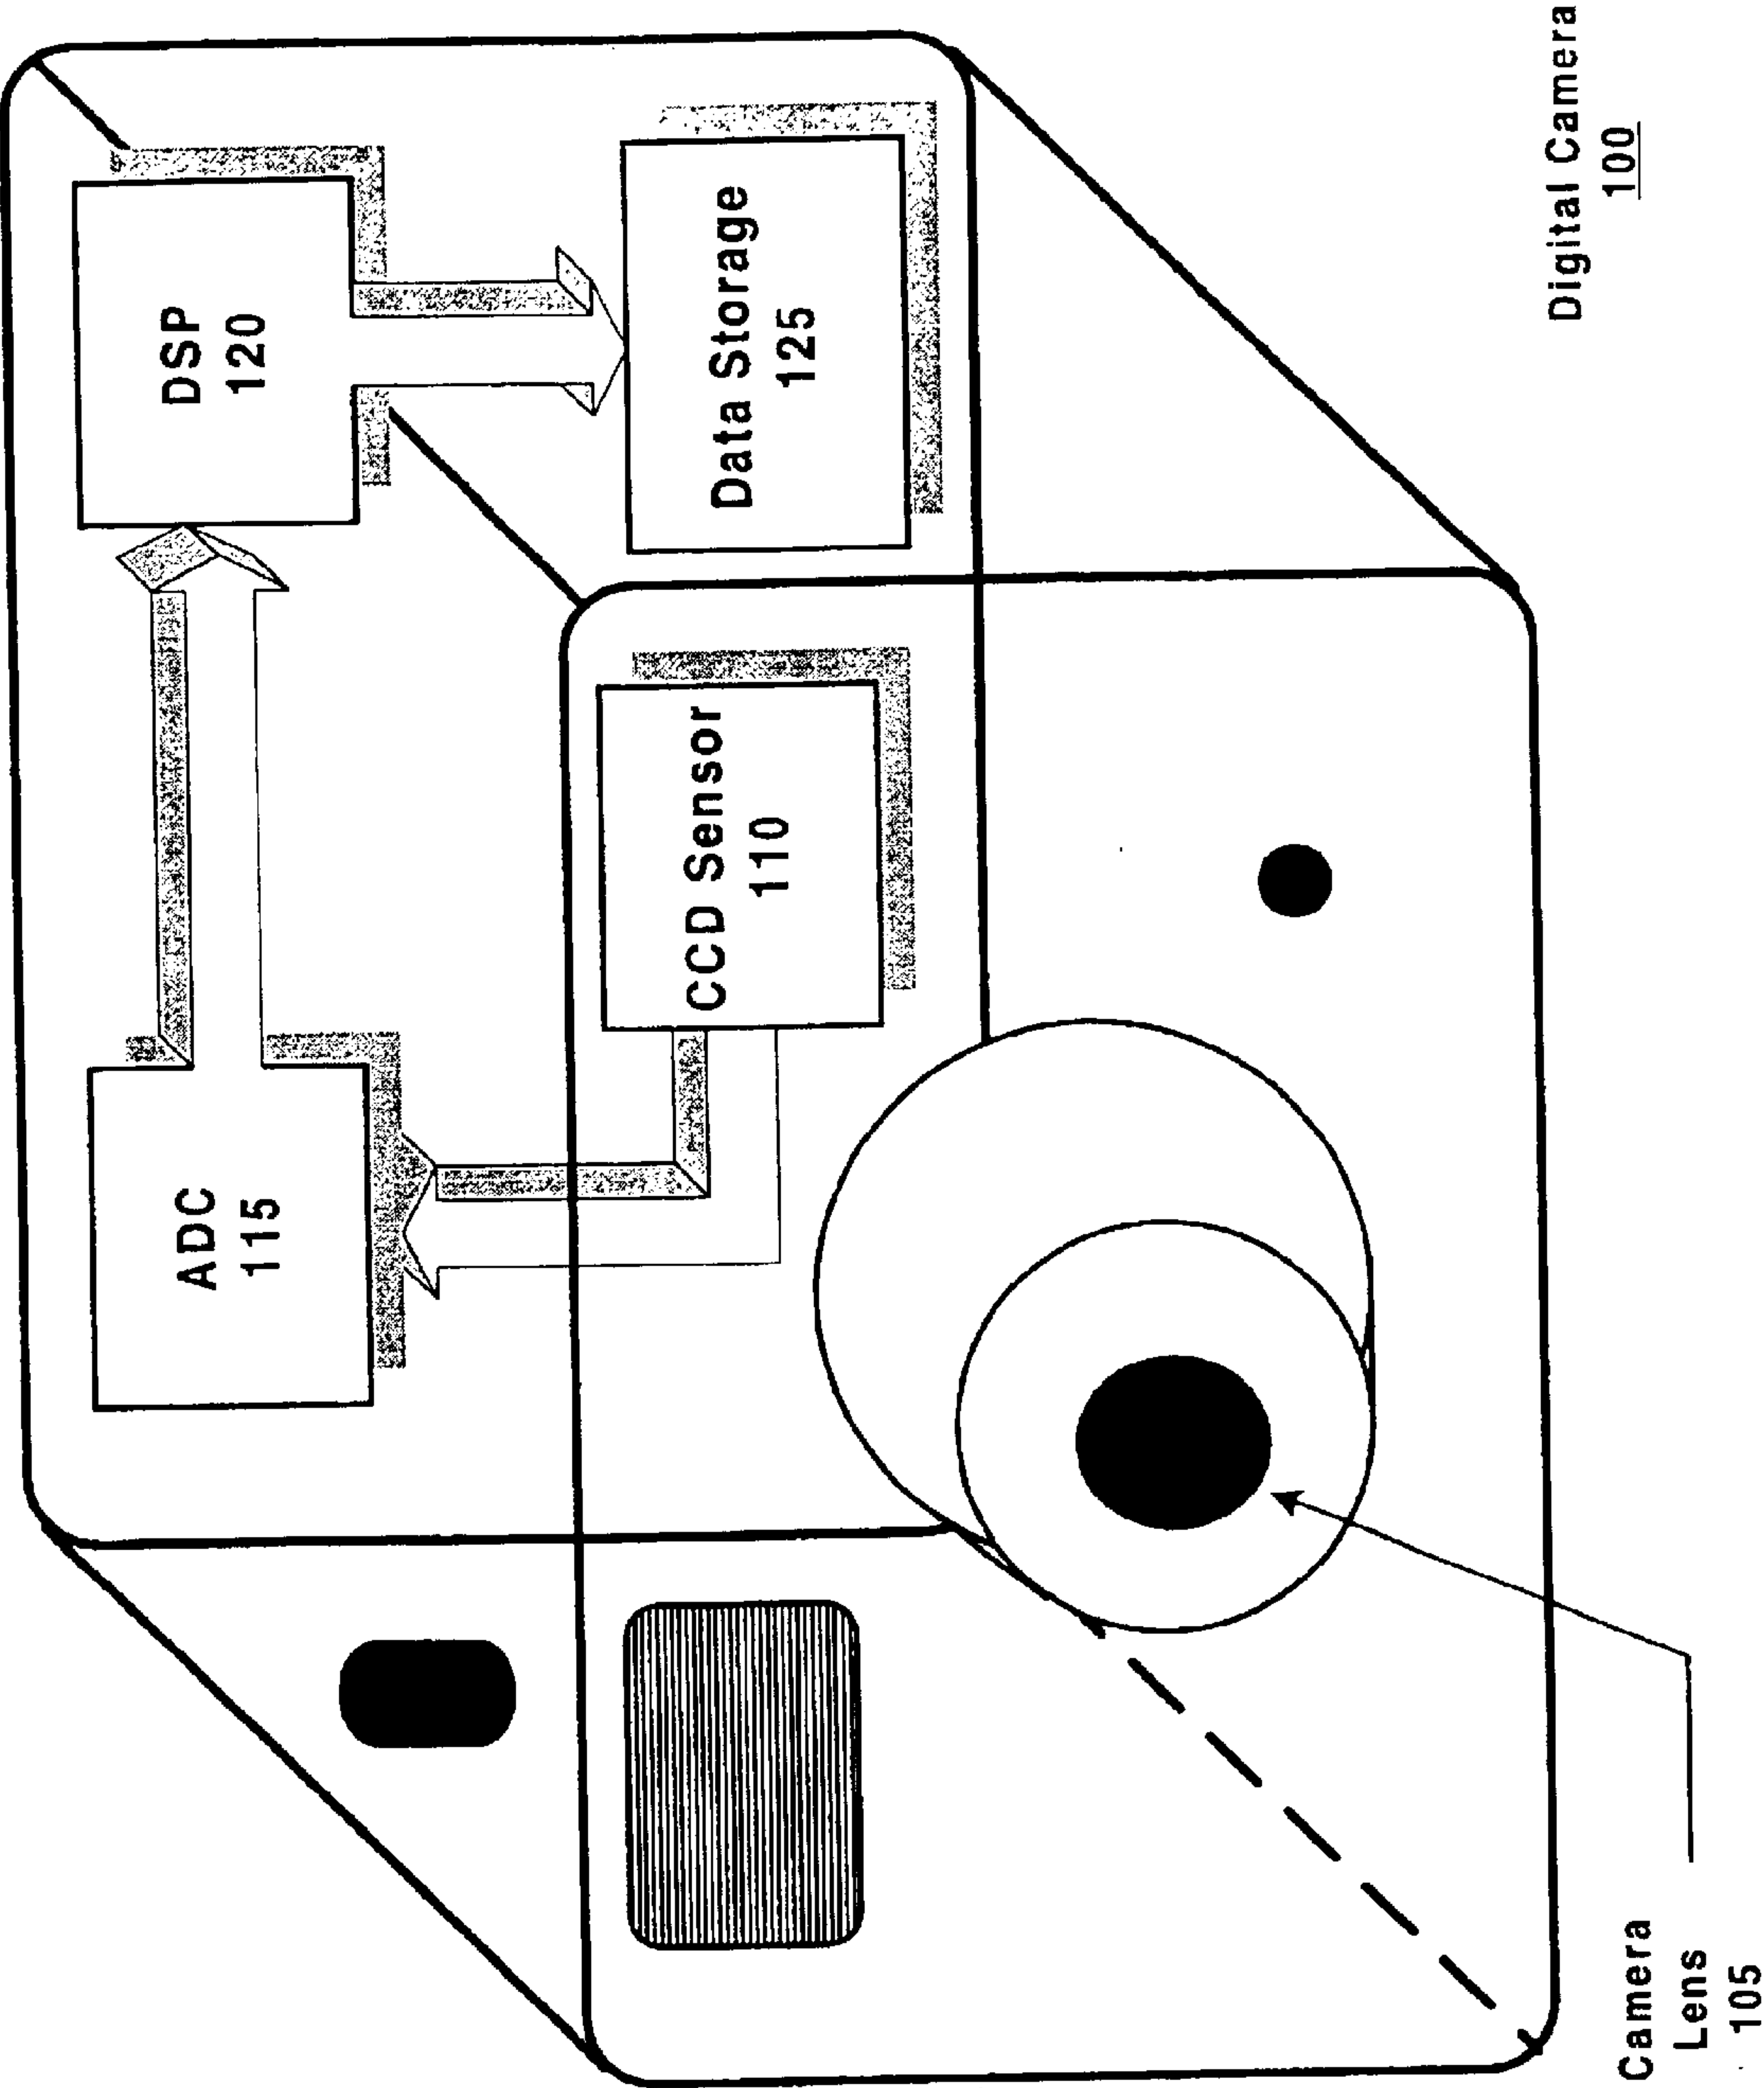 ADC
115
DSP
120
CCD Sensor
110
Data Storage
125
Camera
Lens
105
Digital Camera
100